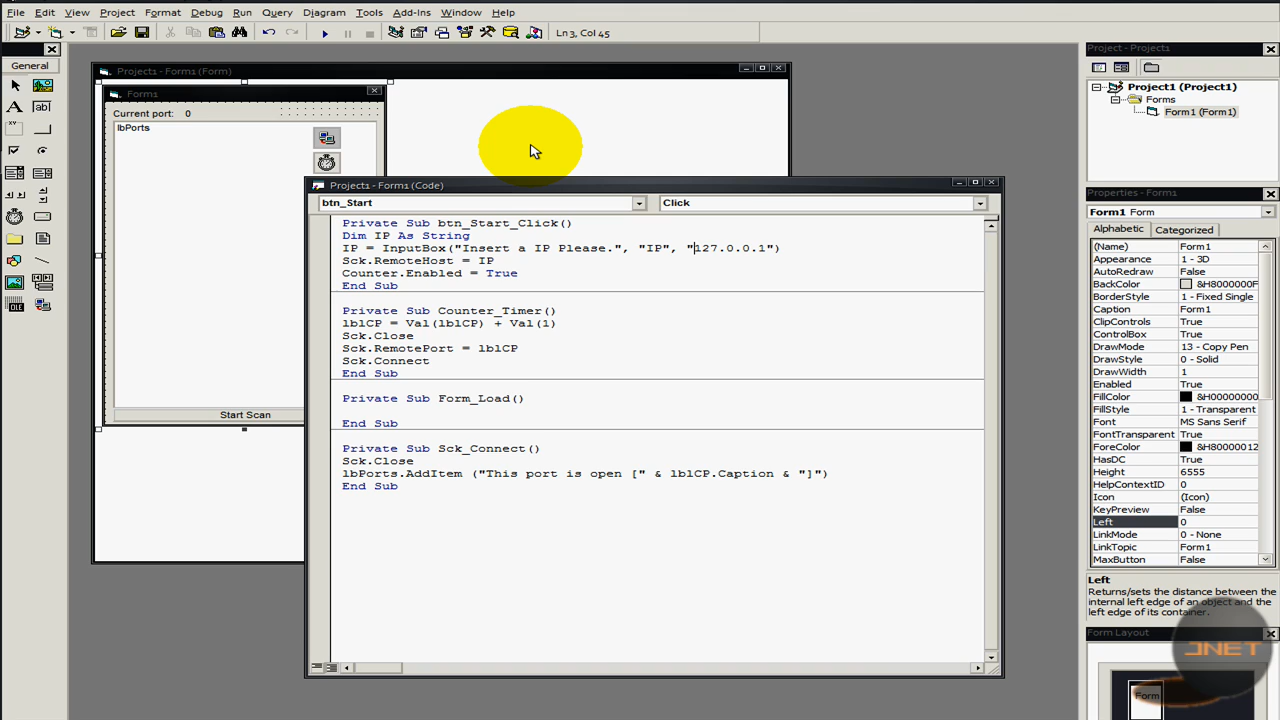 File Edit View Project Format Debug Run Query Diagram Tools Add-Ins Window Help
Ln 3, Col 45
General
Project1 - Form1 (Form)
Form1
Current port: 0
lbPorts
Start Scan
Project1 - Form1 (Code)
btn_Start Click
Private Sub btn_Start_Click()
Dim IP As String
IP = InputBox("Insert a IP Please.", "IP", "127.0.0.1")
Sck.RemoteHost = IP
Counter.Enabled = True
End Sub
Private Sub Counter_Timer()
lblCP = Val(lblCP) + Val(1)
Sck.Close
Sck.RemotePort = lblCP
Sck.Connect
End Sub
Private Sub Form_Load()
End Sub
Private Sub Sck_Connect()
Sck.Close
lbPorts.AddItem ("This port is open [" & lblCP.Caption & "]")
End Sub
Project - Project1
Project1 (Project1)
Forms
Form1 (Form1)
Properties - Form1
Form1 Form
Alphabetic Categorized
(Name) Form1
Appearance 1 - 3D
AutoRedraw False
BackColor &H8000000F
BorderStyle 1 - Fixed Single
Caption Form1
ClipControls True
ControlBox True
DrawMode 13 - Copy Pen
DrawStyle 0 - Solid
DrawWidth 1
Enabled True
FillColor &H00000000
FillStyle 1 - Transparent
Font MS Sans Serif
FontTransparent True
ForeColor &H80000012
HasDC True
Height 6555
HelpContextID 0
Icon (Icon)
KeyPreview False
Left 0
LinkMode 0 - None
LinkTopic Form1
MaxButton False
Left
Returns/sets the distance between the
internal left edge of an object and the
left edge of its container.
Form Layout
Form
JNET